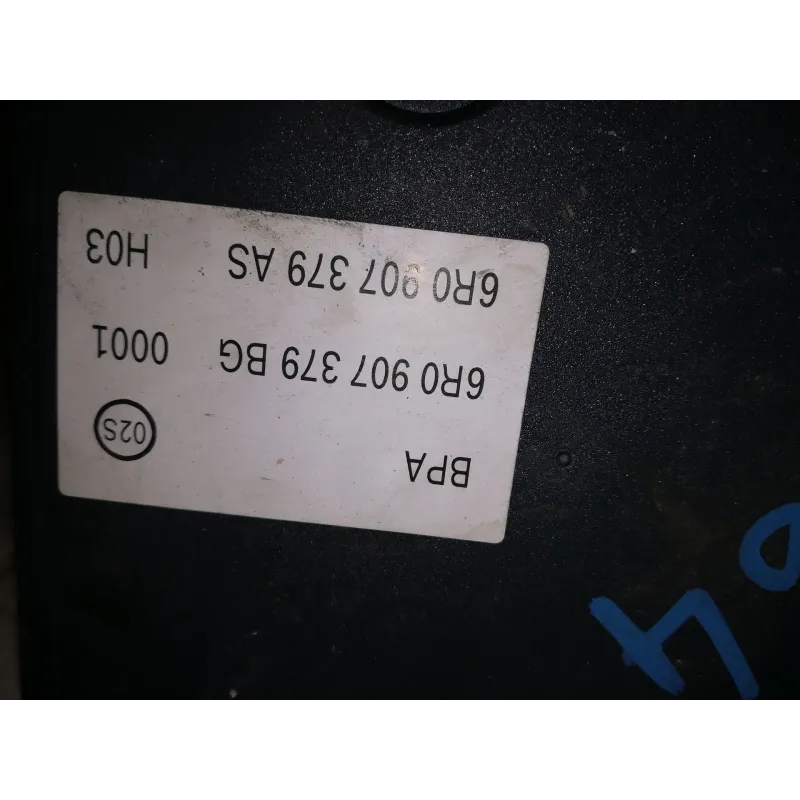 BPA 02S
6R0 907 379 BG 0001
6R0 907 379 AS H03